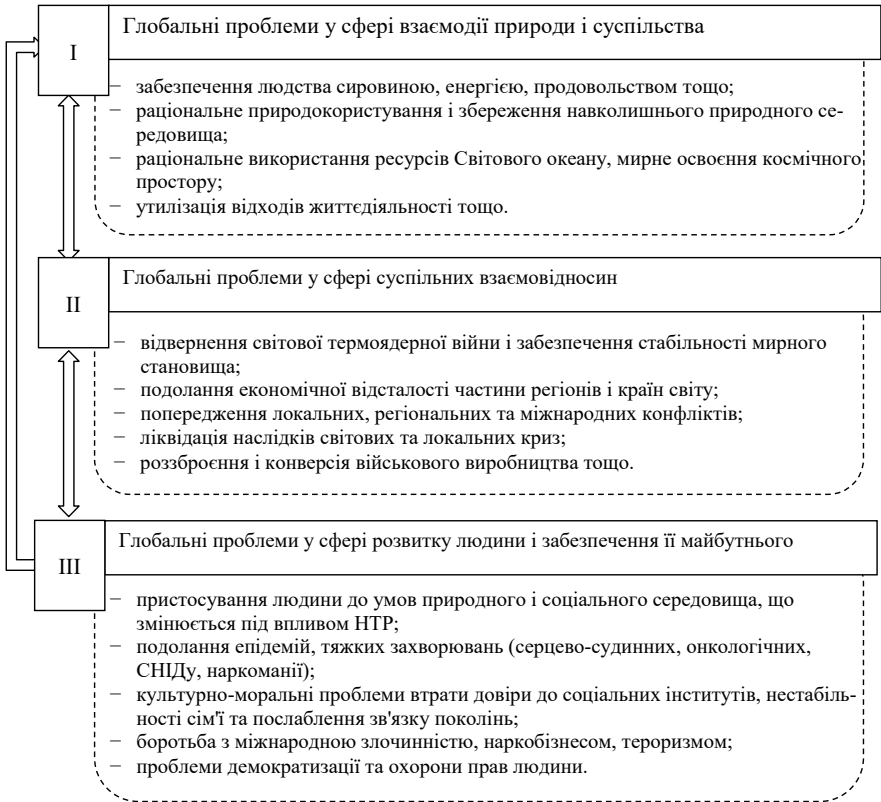 Глобальні проблеми у сфері взаємодії природи і суспільства
I
– забезпечення людства сировиною, енергією, продовольством тощо;
– раціональне природокористування і збереження навколишнього природного се-
редовища;
– раціональне використання ресурсів Світового океану, мирне освоєння космічного
простору;
– утилізація відходів життєдіяльності тощо.
Глобальні проблеми у сфері суспільних взаємовідносин
II
– відвернення світової термоядерної війни і забезпечення стабільності мирного
становища;
– подолання економічної відсталості частини регіонів і країн світу;
– попередження локальних, регіональних та міжнародних конфліктів;
– ліквідація наслідків світових та локальних криз;
– роззброєння і конверсія військового виробництва тощо.
Глобальні проблеми у сфері розвитку людини і забезпечення її майбутнього
III
– пристосування людини до умов природного і соціального середовища, що
змінюється під впливом НТР;
– подолання епідемій, тяжких захворювань (серцево-судинних, онкологічних,
СНІДу, наркоманії);
– культурно-моральні проблеми втрати довіри до соціальних інститутів, нестабіль-
ності сім'ї та послаблення зв'язку поколінь;
– боротьба з міжнародною злочинністю, наркобізнесом, тероризмом;
– проблеми демократизації та охорони прав людини.